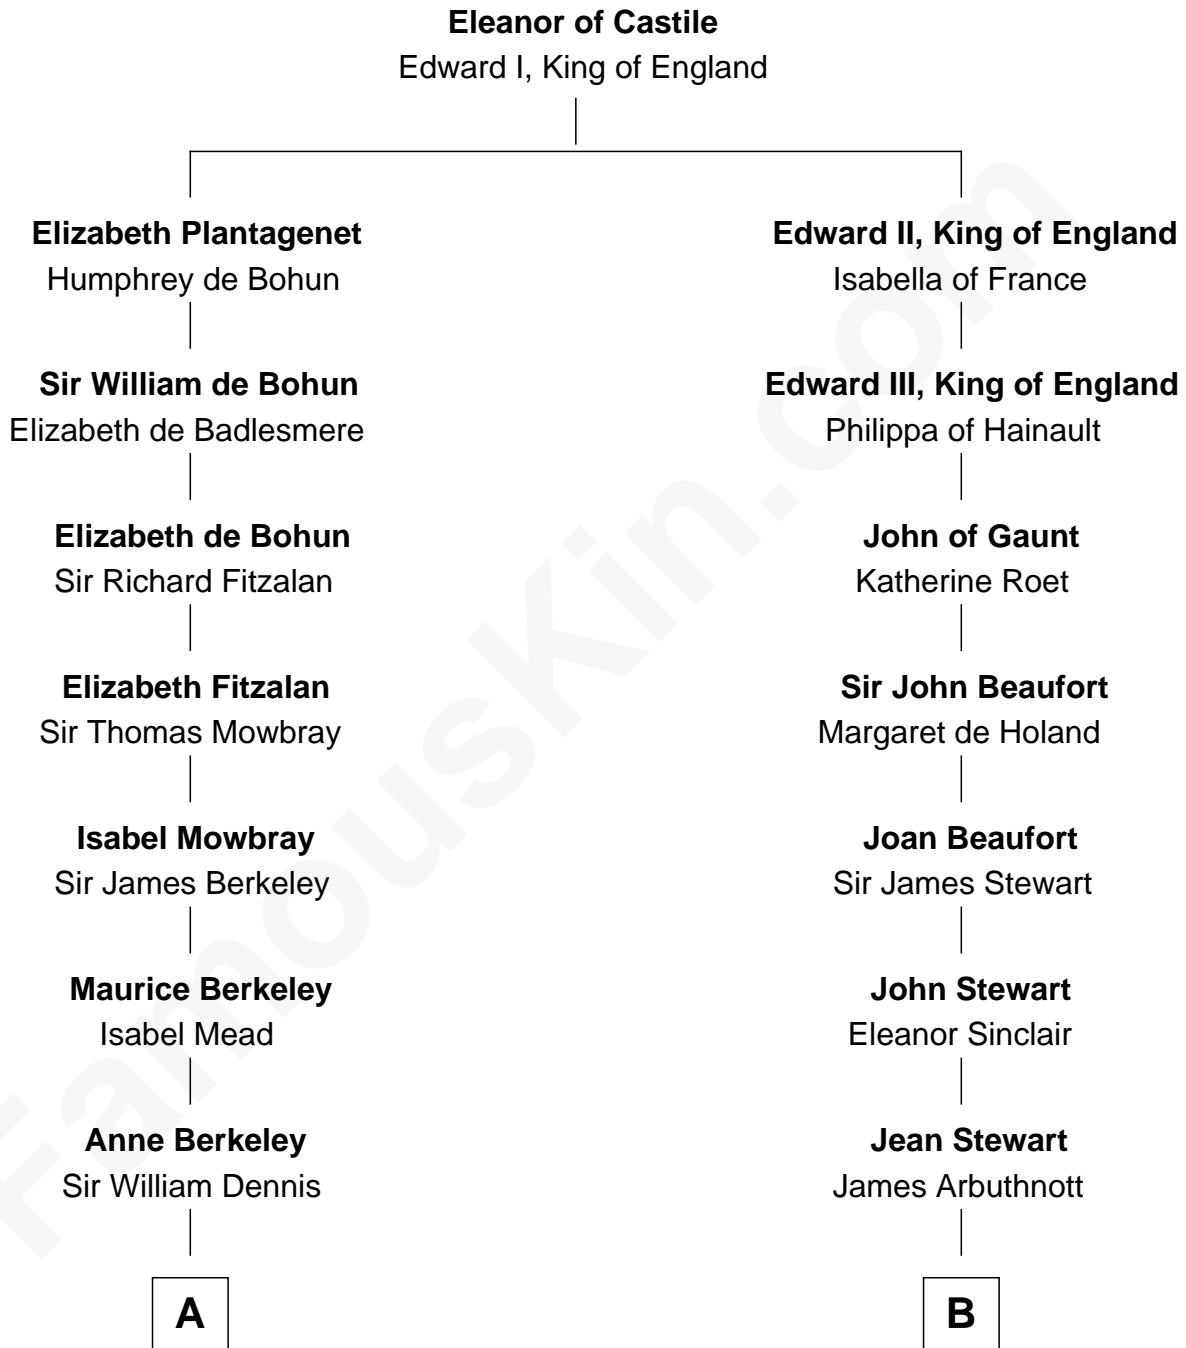 Eleanor of Castile
Edward I, King of England
Elizabeth Plantagenet
Humphrey de Bohun
Edward II, King of England
Isabella of France
Sir William de Bohun
Elizabeth de Badlesmere
Edward III, King of England
Philippa of Hainault
Elizabeth de Bohun
Sir Richard Fitzalan
John of Gaunt
Katherine Roet
Elizabeth Fitzalan
Sir Thomas Mowbray
Sir John Beaufort
Margaret de Holand
Isabel Mowbray
Sir James Berkeley
Joan Beaufort
Sir James Stewart
Maurice Berkeley
Isabel Mead
John Stewart
Eleanor Sinclair
Anne Berkeley
Sir William Dennis
Jean Stewart
James Arbuthnott
A
B
FamousKin.com